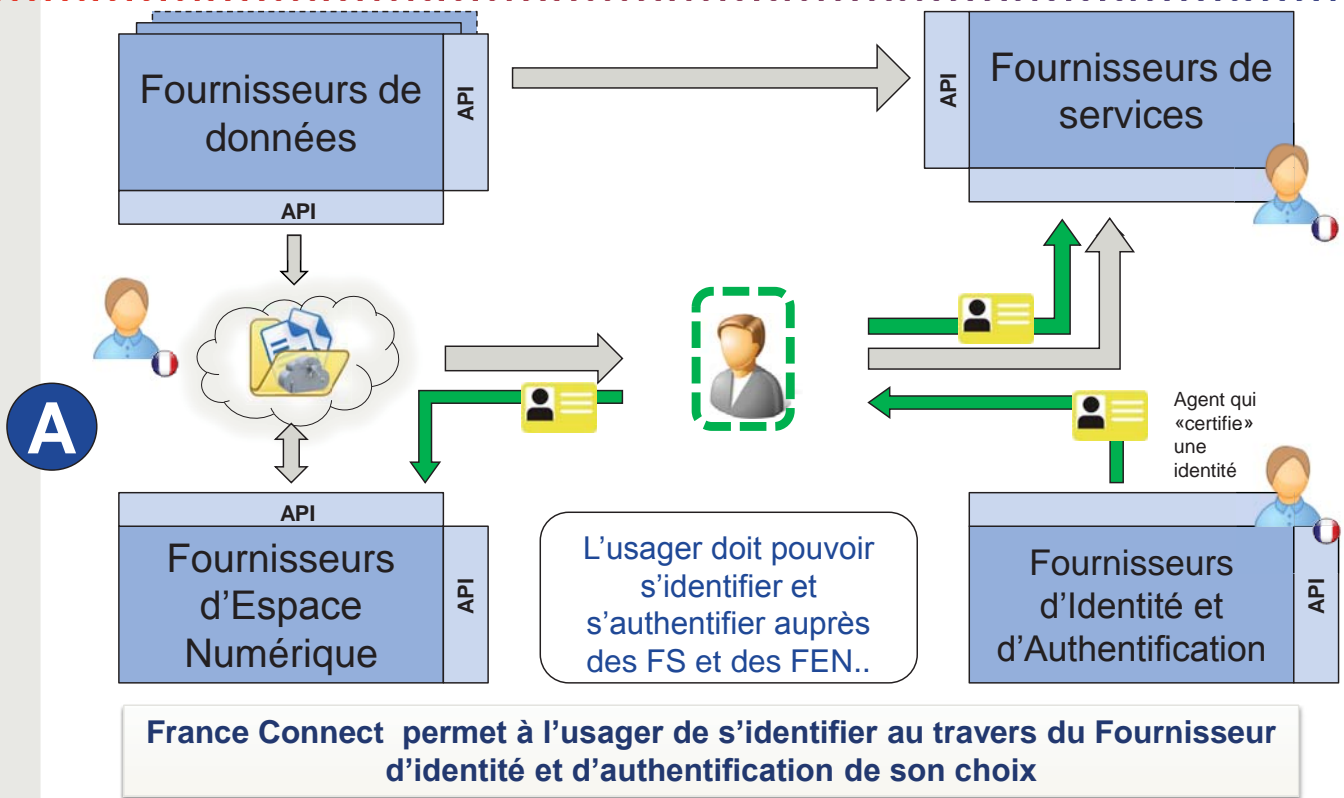 Fournisseurs de
données
API
API
Fournisseurs de
services
API
A
Agent qui
«certifie»
une
identité
API
Fournisseurs
d'Espace
Numérique
API
L'usager doit pouvoir
s'identifier et
s'authentifier auprès
des FS et des FEN..
Fournisseurs
d'Identité et
d'Authentification
API
France Connect permet à l'usager de s'identifier au travers du Fournisseur
d'identité et d'authentification de son choix